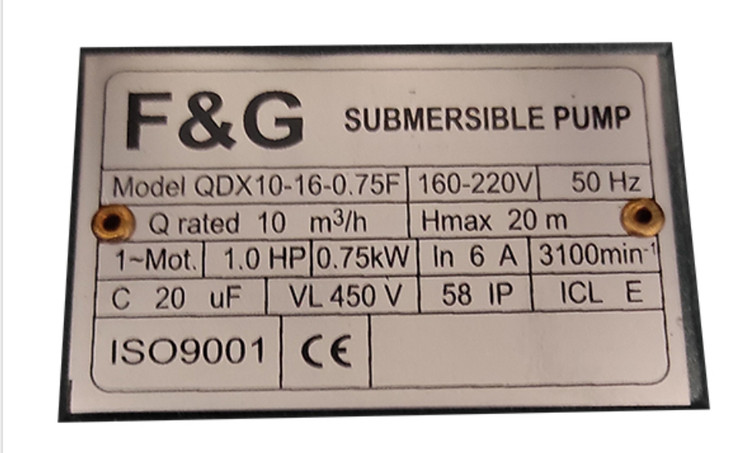 F&G SUBMERSIBLE PUMP
Model QDX10-16-0.75F 160-220V 50 Hz
Q rated 10 m³/h Hmax 20 m
1~Mot. 1.0 HP 0.75kW In 6 A 3100min⁻¹
C 20 uF VL 450 V 58 IP ICL E
ISO9001 CE